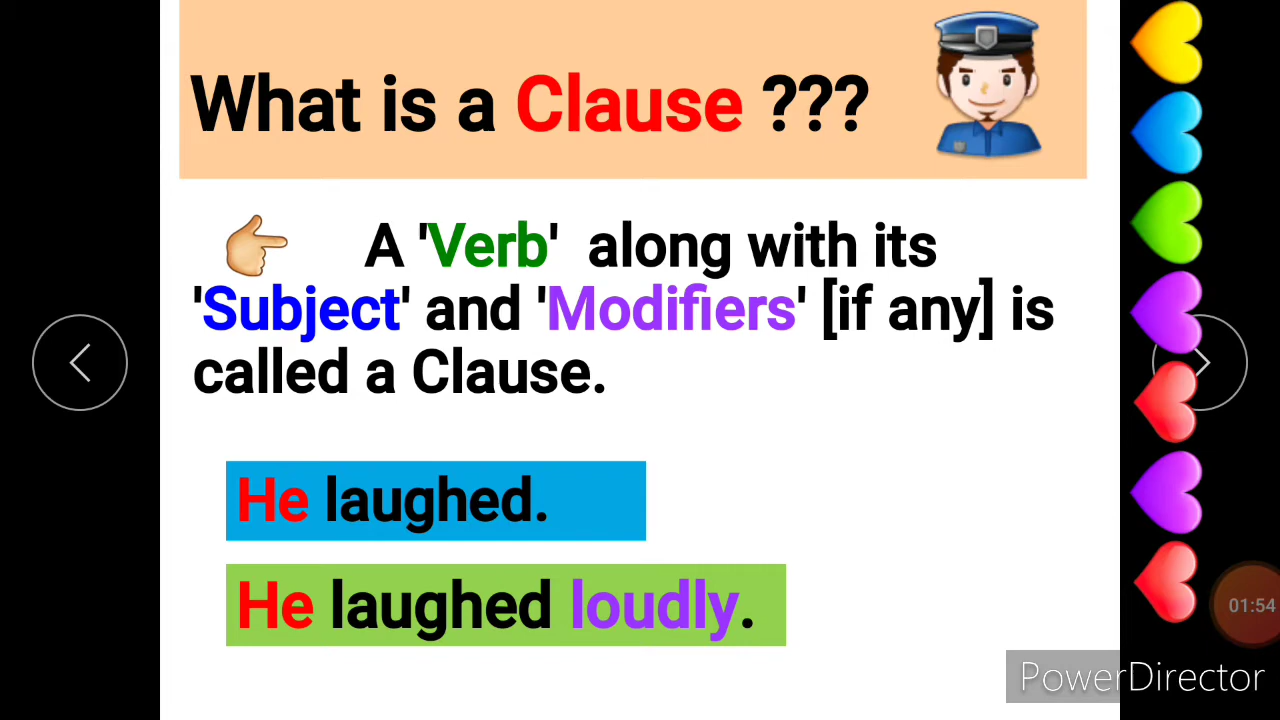 What is a Clause ???
A 'Verb' along with its
'Subject' and 'Modifiers' [if any] is
called a Clause.
He laughed.
He laughed loudly.
01:54
PowerDirector